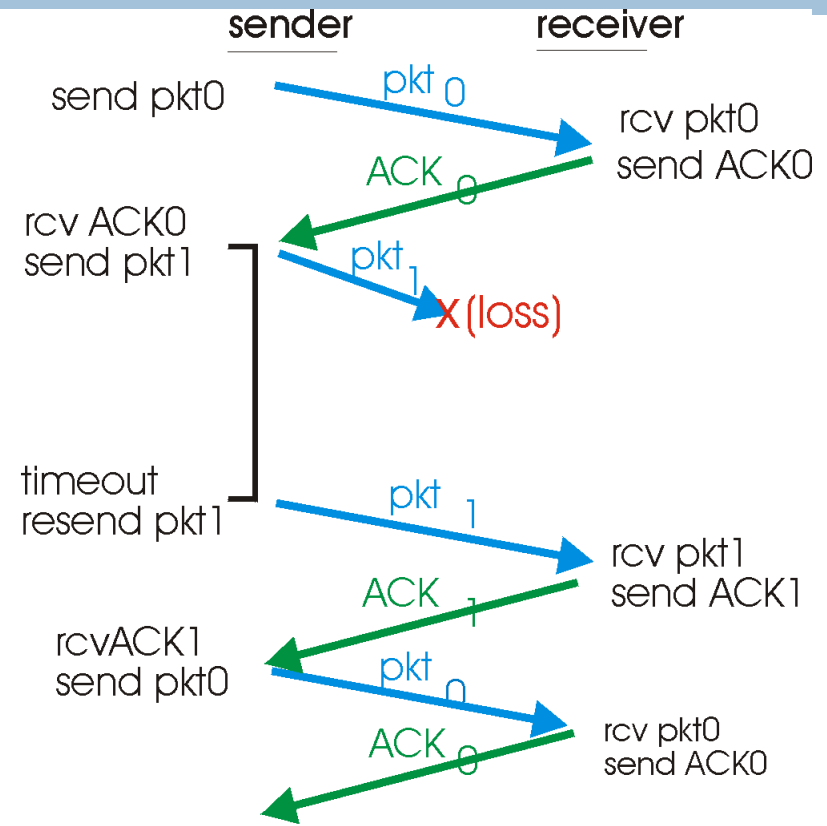 sender
receiver
send pkt0
pkt 0
rcv pkt0
send ACK0
ACK 0
rcv ACK0
send pkt1
pkt 1
X (loss)
timeout
resend pkt1
pkt 1
rcv pkt1
send ACK1
ACK 1
rcvACK1
send pkt0
pkt 0
rcv pkt0
send ACK0
ACK 0